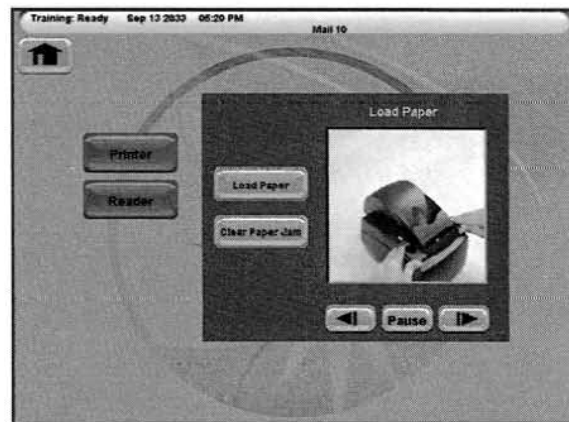 Training: Ready Sep 13 2033 05:20 PM
Mail 10
Load Paper
Printer
Load Paper
Reader
Clear Paper Jam
Pause